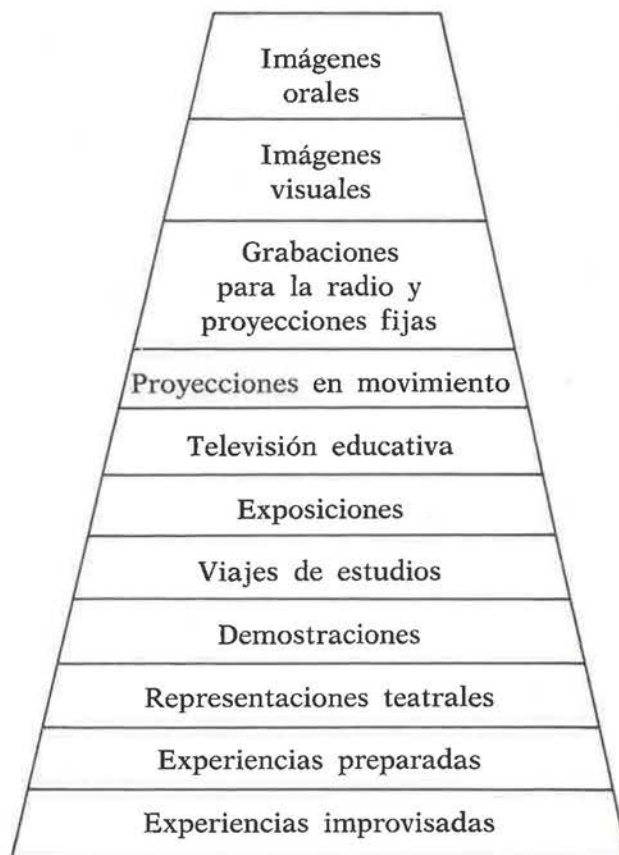 Imágenes
orales
Imágenes
visuales
Grabaciones
para la radio y
proyecciones fijas
Proyecciones en movimiento
Televisión educativa
Exposiciones
Viajes de estudios
Demostraciones
Representaciones teatrales
Experiencias preparadas
Experiencias improvisadas